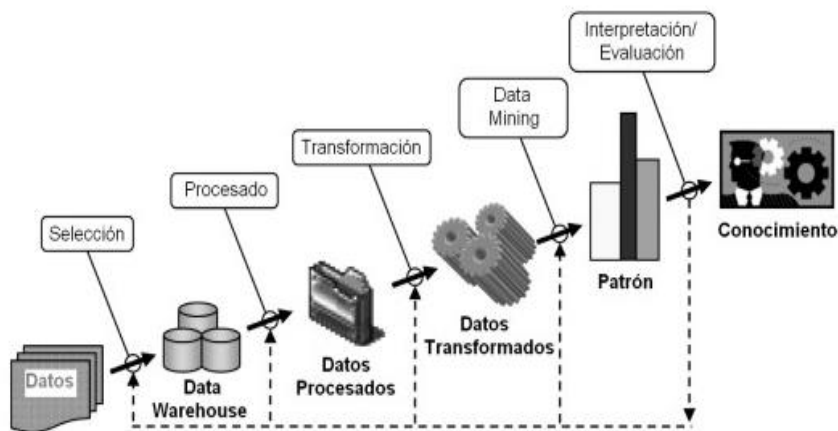 Interpretación/
Evaluación
Data
Mining
Transformación
Procesado
Selección
Conocimiento
Patrón
Datos
Transformados
Datos
Procesados
Data
Warehouse
Datos